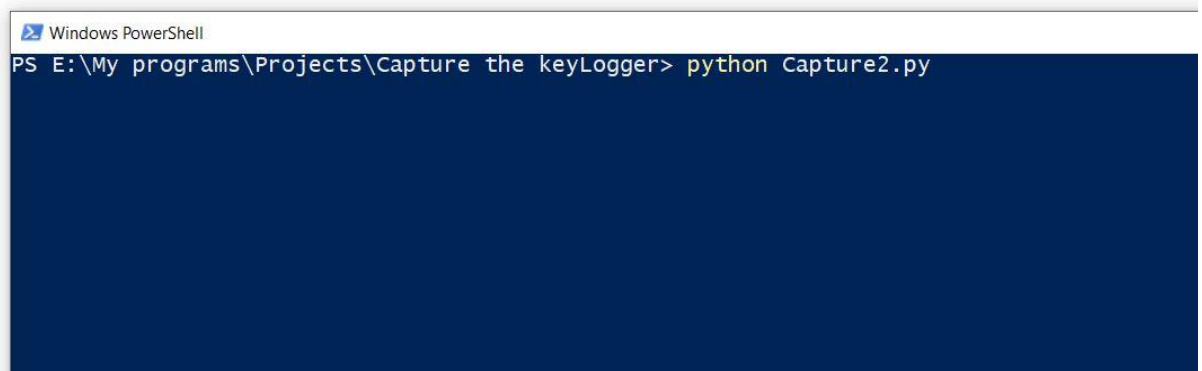 Windows PowerShell
PS E:\My programs\Projects\Capture the keyLogger> python Capture2.py